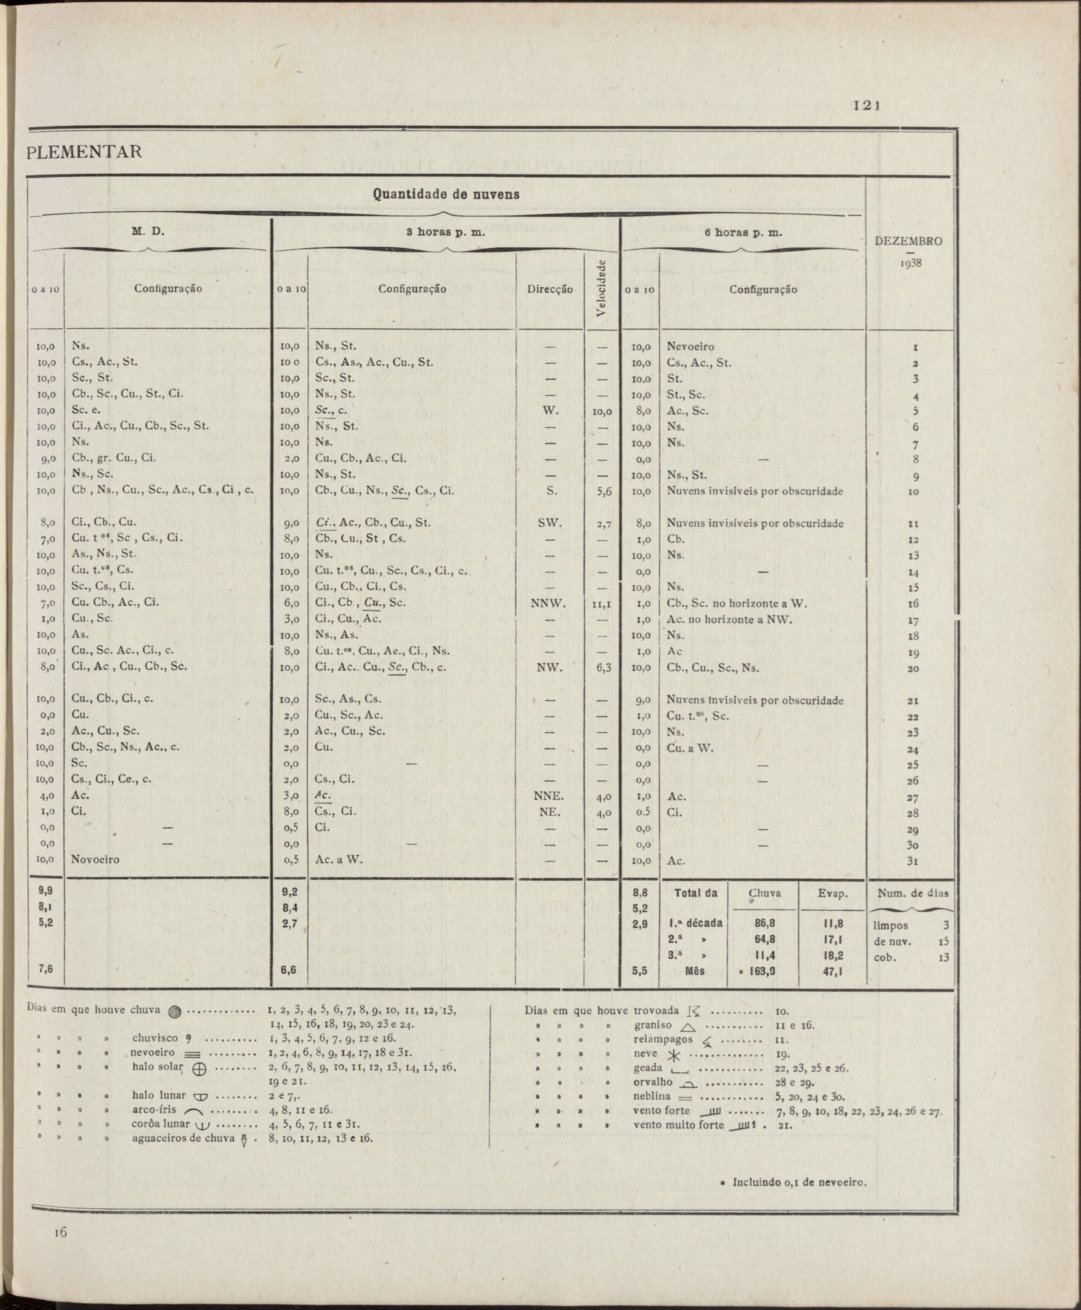 121
PLEMENTAR
Quantidade de nuvens
M. D. 3 horas p. m. 6 horas p. m. DEZEMBRO
1938
0 a 10 Configuração 0 a 10 Configuração Direcção Velocidade 0 a 10 Configuração
10,0 Ns. 10,0 Ns., St. — — 10,0 Nevoeiro 1
10,0 Cs., Ac., St. 10 0 Cs., As., Ac., Cu., St. — — 10,0 Cs., Ac., St. 2
10,0 Sc., St. 10,0 Sc., St. — — 10,0 St. 3
10,0 Cb., Sc., Cu., St., Ci. 10,0 Ns., St. — — 10,0 St., Sc. 4
10,0 Sc. e. 10,0 Sc., c. W. 10,0 8,0 Ac., Sc. 5
10,0 Ci., Ac., Cu., Cb., Sc., St. 10,0 Ns., St. — — 10,0 Ns. 6
10,0 Ns. 10,0 Ns. — — 10,0 Ns. 7
9,0 Cb., gr. Cu., Ci. 2,0 Cu., Cb., Ac., Ci. — — 0,0 — 8
10,0 Ns., Sc. 10,0 Ns., St. — — 10,0 Ns., St. 9
10,0 Cb , Ns., Cu., Sc., Ac., Cs., Ci , c. 10,0 Cb., Cu., Ns., Sc., Cs., Ci. S. 5,6 10,0 Nuvens invisíveis por obscuridade 10
8,0 Ci., Cb., Cu. 9,0 Ci., Ac., Cb., Cu., St. SW. 2,7 8,0 Nuvens invisíveis por obscuridade 11
7,0 Cu. t os, Sc , Cs., Ci. 8,0 Cb., Cu., St , Cs. — — 1,0 Cb. 12
10,0 As., Ns., St. 10,0 Ns. — — 10,0 Ns. 13
10,0 Cu. t.os, Cs. 10,0 Cu. t.os, Cu., Sc., Cs., Ci., c. — — 0,0 — 14
10,0 Sc., Cs., Ci. 10,0 Cu., Cb., Ci., Cs. — — 10,0 Ns. 15
7,0 Cu. Cb., Ac., Ci. 6,0 Ci., Cb , Cu., Sc. NNW. 11,1 1,0 Cb., Sc. no horizonte a W. 16
1,0 Cu., Sc. 3,0 Ci., Cu., Ac. — — 1,0 Ac. no horizonte a NW. 17
10,0 As. 10,0 Ns., As. — — 10,0 Ns. 18
10,0 Cu., Sc. Ac., Ci., c. 8,0 Cu. t.os. Cu., Ae., Ci., Ns. — — 1,0 Ac 19
8,0 Ci., Ac , Cu., Cb., Sc. 10,0 Ci., Ac.. Cu., Sc., Cb., c. NW. 6,3 10,0 Cb., Cu., Sc., Ns. 20
10,0 Cu., Cb., Ci., c. 10,0 Sc., As., Cs. — — 9,0 Nuvens invisíveis por obscuridade 21
0,0 Cu. 2,0 Cu., Sc., Ac. — — 1,0 Cu. t.os, Sc. 22
2,0 Ac., Cu., Sc. 2,0 Ac., Cu., Sc. — — 10,0 Ns. 23
10,0 Cb., Sc., Ns., Ac., c. 2,0 Cu. — — 0,0 Cu. a W. 24
10,0 Sc. 0,0 — — — 0,0 — 25
10,0 Cs., Ci., Ce., c. 2,0 Cs., Ci. — — 0,0 — 26
4,0 Ac. 3,0 Ac. NNE. 4,0 1,0 Ac. 27
1,0 Ci. 8,0 Cs., Ci. NE. 4,0 0.5 Ci. 28
0,0 — 0,5 Ci. — — 0,0 — 29
0,0 — 0,0 — — — 0,0 — 30
10,0 Novoeiro 0,5 Ac. a W. — — 10,0 Ac. 31
9,9 9,2 8,8 Total da Chuva Evap. Num. de dias
8,1 8,4 5,2
5,2 2,7 2,9 1.ª década 86,8 11,8 limpos 3
2.ª » 64,8 17,1 de nuv. 15
3.ª » 11,4 18,2 cob. 13
7,6 6,6 5,5 Mês * 163,0 47,1
Dias em que houve chuva ............. 1, 2, 3, 4, 5, 6, 7, 8, 9, 10, 11, 12, 13,
14, 15, 16, 18, 19, 20, 23 e 24.
» » » » chuvisco .......... 1, 3, 4, 5, 6, 7, 9, 12 e 16.
» » » » nevoeiro ......... 1, 2, 4, 6, 8, 9, 14, 17, 18 e 31.
» » » » halo solar ........ 2, 6, 7, 8, 9, 10, 11, 12, 13, 14, 15, 16,
19 e 21.
» » » » halo lunar ........ 2 e 7,.
» » » » arco-íris ......... 4, 8, 11 e 16.
» » » » corôa lunar ........ 4, 5, 6, 7, 11 e 31.
» » » » aguaceiros de chuva . 8, 10, 11, 12, 13 e 16.
Dias em que houve trovoada .......... 10.
» » » » graniso ........... 11 e 16.
» » » » relàmpagos ........ 11.
» » » » neve ............. 19.
» » » » geada ............ 22, 23, 25 e 26.
» » » » orvalho ........... 28 e 29.
» » » » neblina ............ 5, 20, 24 e 30.
» » » » vento forte ....... 7, 8, 9, 10, 18, 22, 23, 24, 26 e 27.
» » » » vento muito forte . 21.
* Incluindo 0,1 de nevoeiro.
16